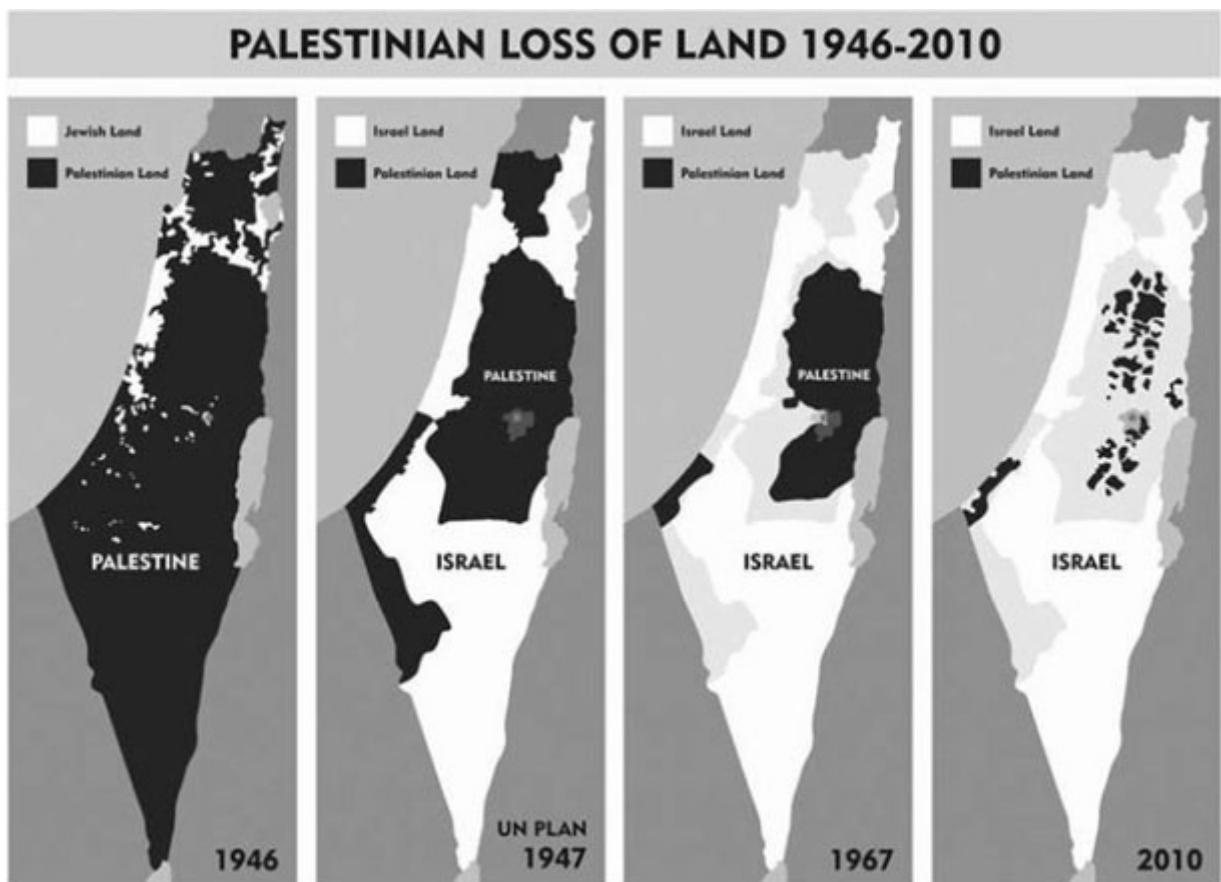 PALESTINIAN LOSS OF LAND 1946-2010
Jewish Land
Palestinian Land
PALESTINE
1946
Israel Land
Palestinian Land
PALESTINE
ISRAEL
UN PLAN
1947
Israel Land
Palestinian Land
PALESTINE
ISRAEL
1967
Israel Land
Palestinian Land
ISRAEL
2010